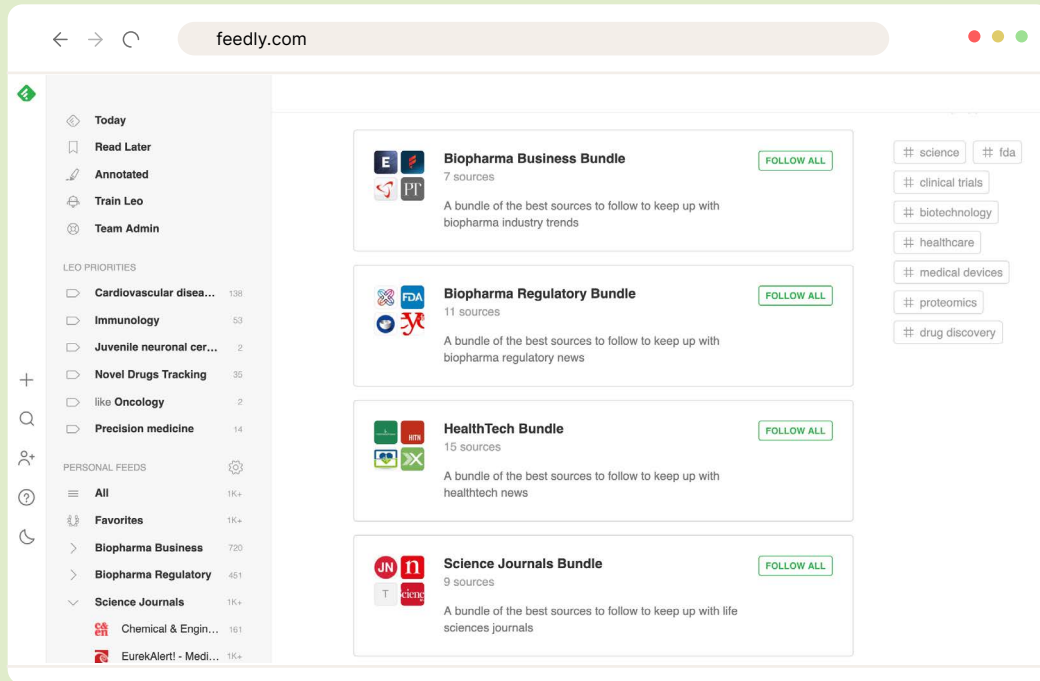 feedly.com
Today
Read Later
Annotated
Train Leo
Team Admin
LEO PRIORITIES
Cardiovascular disea... 138
Immunology 53
Juvenile neuronal cer... 2
Novel Drugs Tracking 35
like Oncology 2
Precision medicine 14
PERSONAL FEEDS
All 1K+
Favorites 1K+
Biopharma Business 720
Biopharma Regulatory 451
Science Journals 1K+
c&en Chemical & Engin... 161
EurekAlert! - Medi... 1K+
E PT
Biopharma Business Bundle
7 sources
A bundle of the best sources to follow to keep up with
biopharma industry trends
FOLLOW ALL
FDA
Biopharma Regulatory Bundle
11 sources
A bundle of the best sources to follow to keep up with
biopharma regulatory news
FOLLOW ALL
HITN
HealthTech Bundle
15 sources
A bundle of the best sources to follow to keep up with
healthtech news
FOLLOW ALL
JN n
T
Science Journals Bundle
9 sources
A bundle of the best sources to follow to keep up with life
sciences journals
FOLLOW ALL
# science # fda
# clinical trials
# biotechnology
# healthcare
# medical devices
# proteomics
# drug discovery